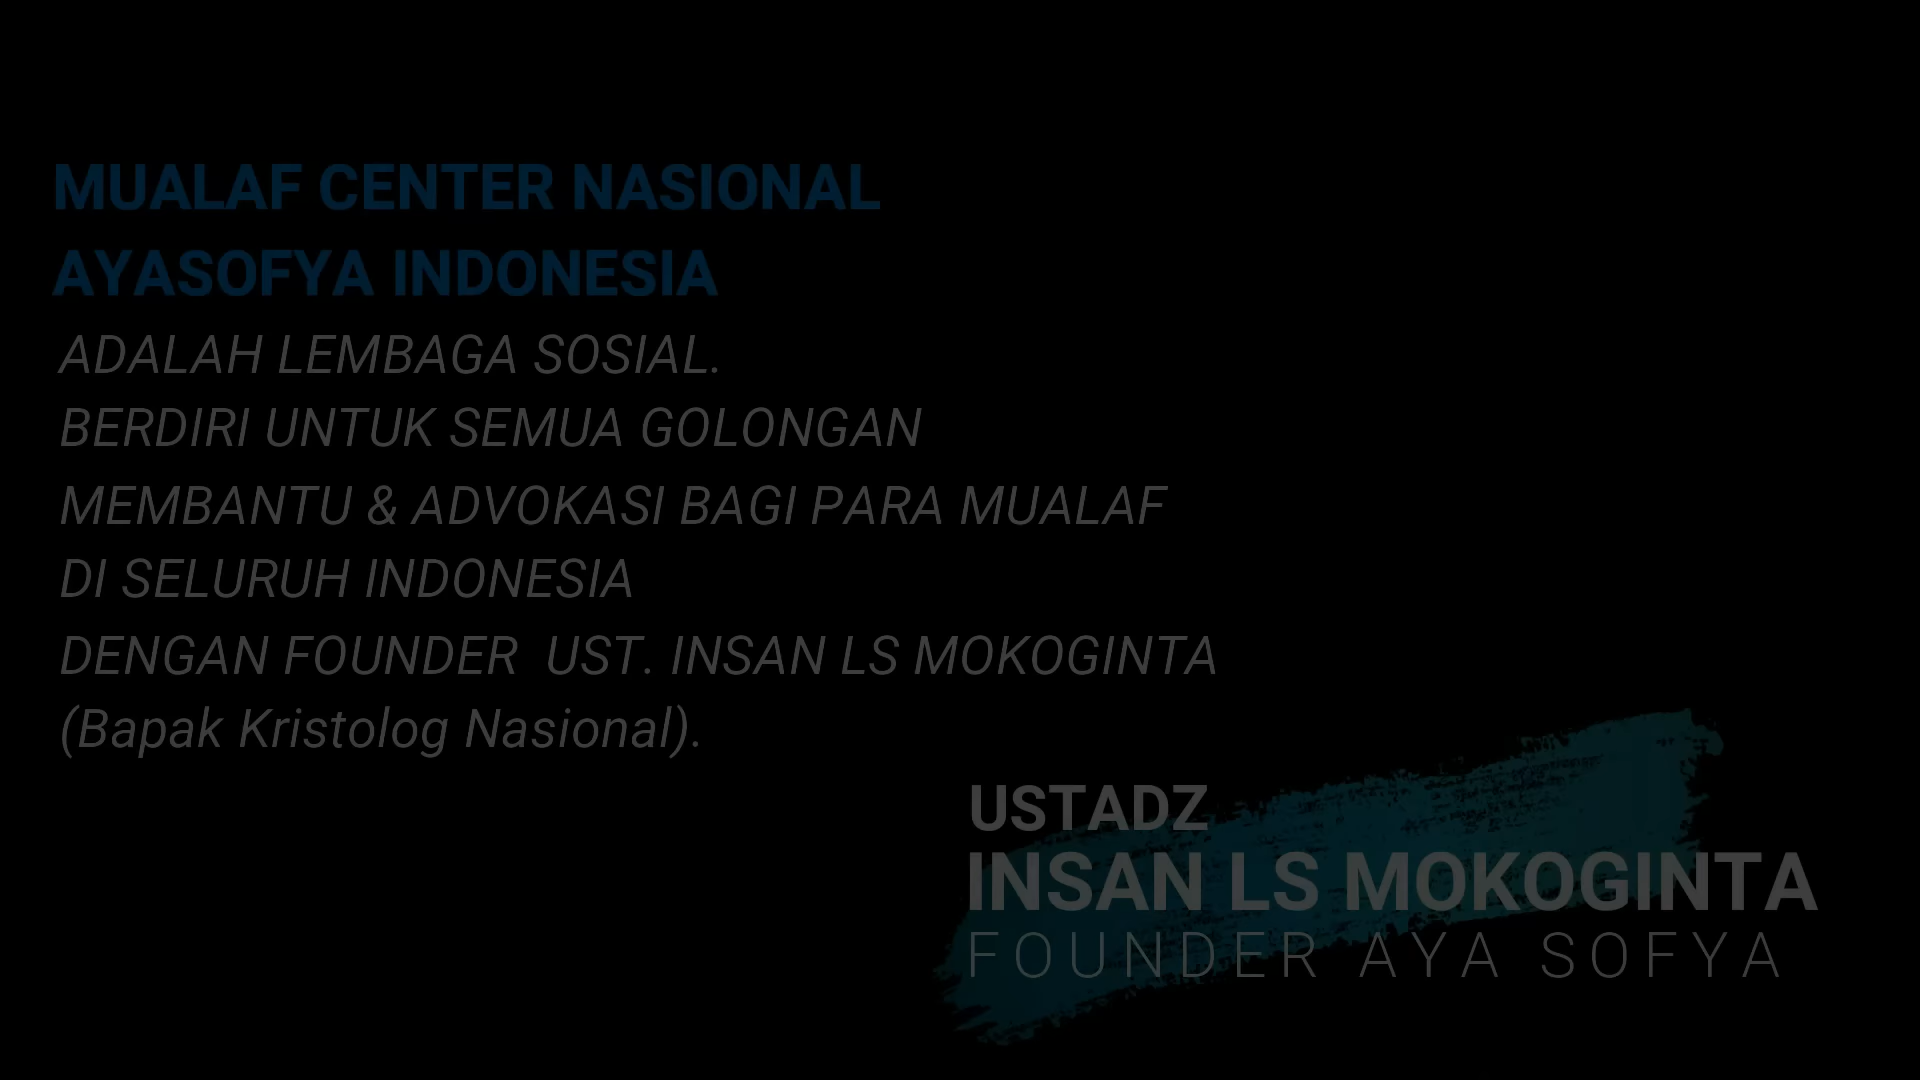 MUALAF CENTER NASIONAL
AYASOFYA INDONESIA
ADALAH LEMBAGA SOSIAL.
BERDIRI UNTUK SEMUA GOLONGAN
MEMBANTU & ADVOKASI BAGI PARA MUALAF
DI SELURUH INDONESIA
DENGAN FOUNDER UST. INSAN LS MOKOGINTA
(Bapak Kristolog Nasional).
USTADZ
INSAN LS MOKOGINTA
FOUNDER AYA SOFYA